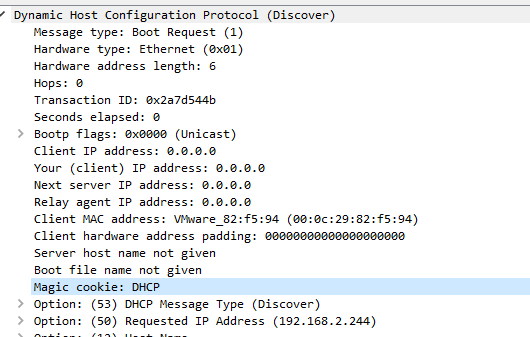 Dynamic Host Configuration Protocol (Discover)
Message type: Boot Request (1)
Hardware type: Ethernet (0x01)
Hardware address length: 6
Hops: 0
Transaction ID: 0x2a7d544b
Seconds elapsed: 0
Bootp flags: 0x0000 (Unicast)
Client IP address: 0.0.0.0
Your (client) IP address: 0.0.0.0
Next server IP address: 0.0.0.0
Relay agent IP address: 0.0.0.0
Client MAC address: VMware_82:f5:94 (00:0c:29:82:f5:94)
Client hardware address padding: 00000000000000000000
Server host name not given
Boot file name not given
Magic cookie: DHCP
Option: (53) DHCP Message Type (Discover)
Option: (50) Requested IP Address (192.168.2.244)
Option: (12) Host Name